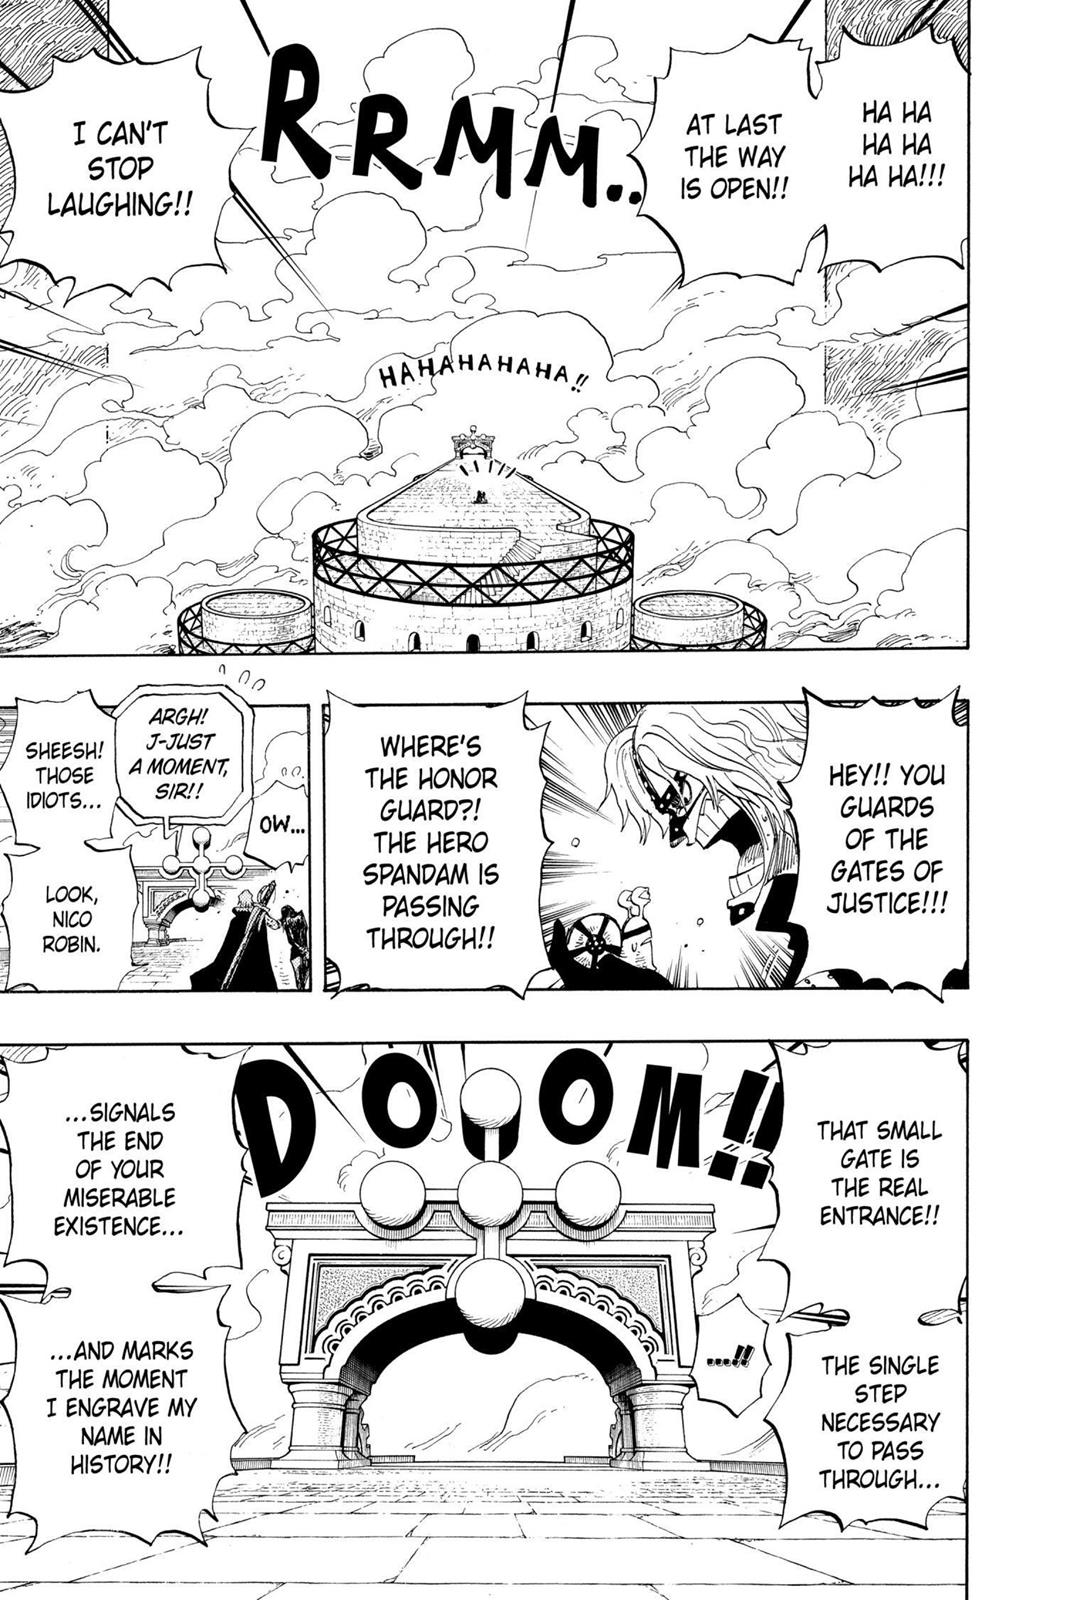 HA HA
HA HA
HA HA!!!
AT LAST
THE WAY
IS OPEN!!
RRMM..
I CAN'T
STOP
LAUGHING!!
HAHAHAHAHA!!
HEY!! YOU
GUARDS
OF THE
GATES OF
JUSTICE!!!
WHERE'S
THE HONOR
GUARD?!
THE HERO
SPANDAM IS
PASSING
THROUGH!!
OW...
ARGH!
J-JUST
A MOMENT,
SIR!!
SHEESH!
THOSE
IDIOTS...
LOOK,
NICO
ROBIN.
THAT SMALL
GATE IS
THE REAL
ENTRANCE!!
THE SINGLE
STEP
NECESSARY
TO PASS
THROUGH...
DOOOM!!
...!!
...SIGNALS
THE END
OF YOUR
MISERABLE
EXISTENCE...
...AND MARKS
THE MOMENT
I ENGRAVE MY
NAME IN
HISTORY!!